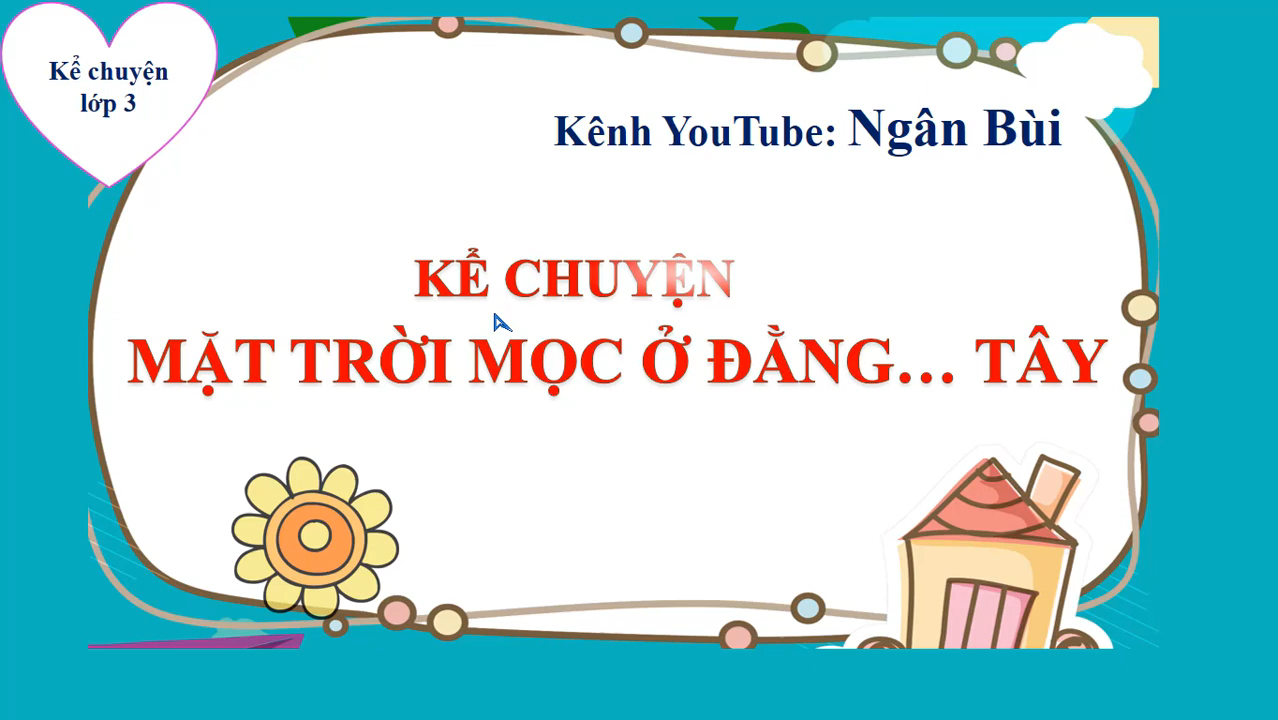 Kể chuyện
lớp 3
Kênh YouTube: Ngân Bùi
KỂ CHUYỆN
MẶT TRỜI MỌC Ở ĐẰNG... TÂY